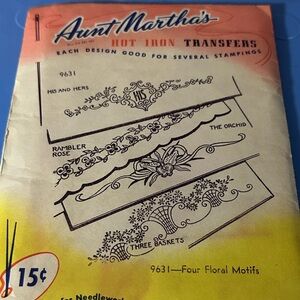 Aunt Martha's
HOT IRON TRANSFERS
EACH DESIGN GOOD FOR SEVERAL STAMPINGS
9631
HIS AND HERS
RAMBLER
ROSE
THE ORCHID
THREE BASKETS
9631—Four Floral Motifs
15¢
for Needlework